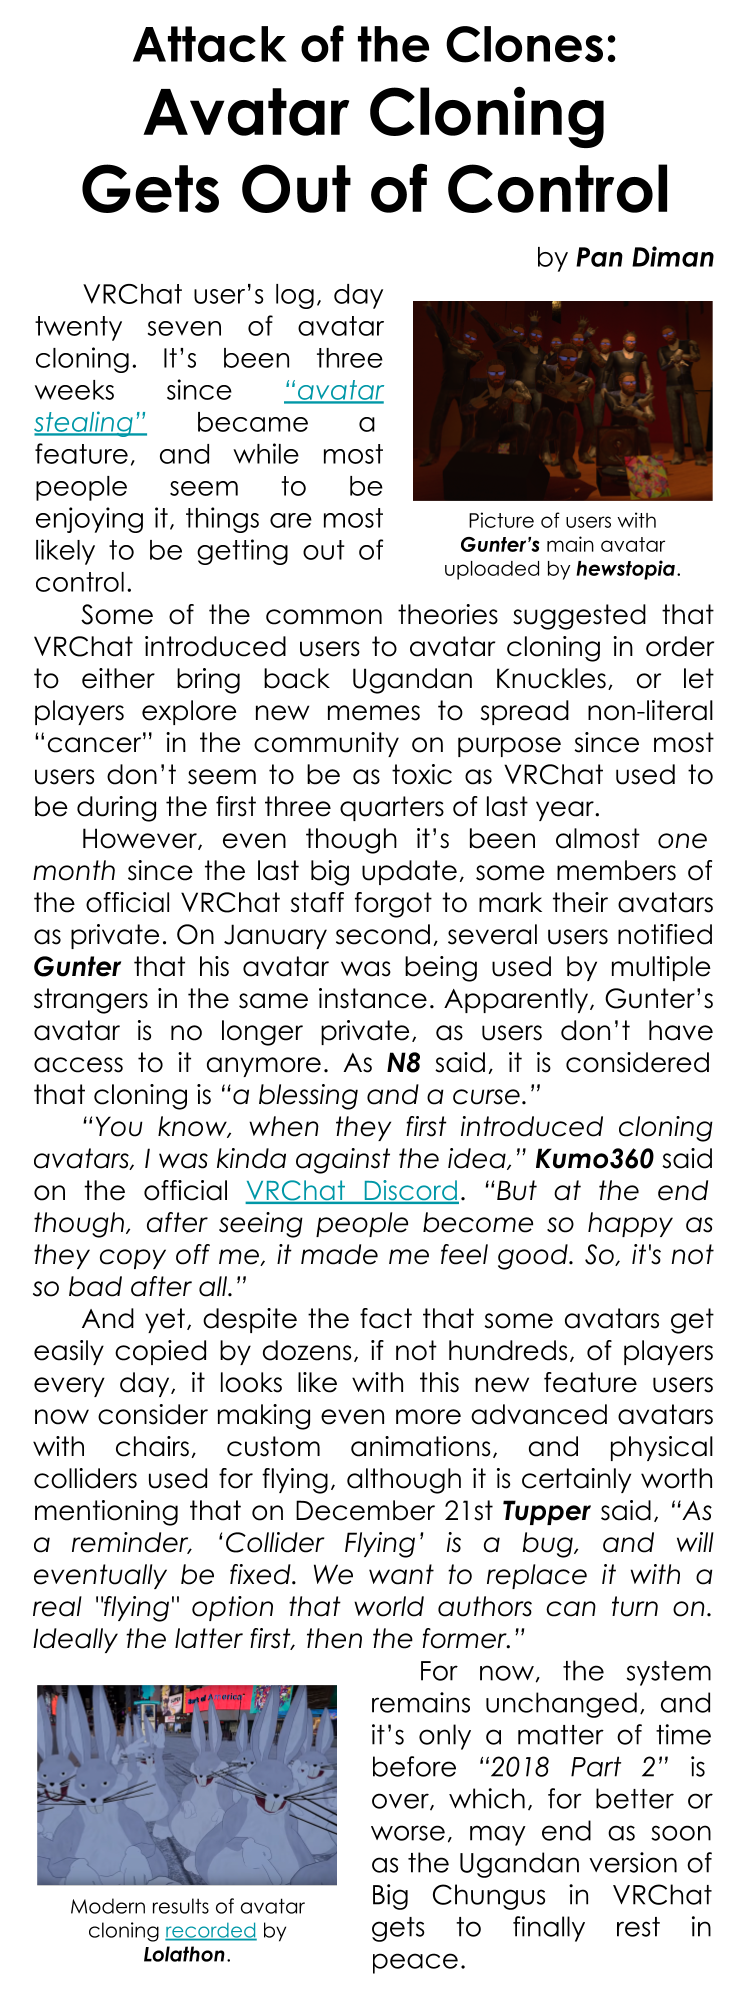 Attack of the Clones:
Avatar Cloning
Gets Out of Control
by Pan Diman
VRChat user’s log, day
twenty seven of avatar
cloning. It’s been three
weeks since “avatar
stealing” became a
feature, and while most
people seem to be
enjoying it, things are most
likely to be getting out of
control.
Picture of users with
Gunter’s main avatar
uploaded by hewstopia.
Some of the common theories suggested that
VRChat introduced users to avatar cloning in order
to either bring back Ugandan Knuckles, or let
players explore new memes to spread non-literal
“cancer” in the community on purpose since most
users don’t seem to be as toxic as VRChat used to
be during the first three quarters of last year.
However, even though it’s been almost one
month since the last big update, some members of
the official VRChat staff forgot to mark their avatars
as private. On January second, several users notified
Gunter that his avatar was being used by multiple
strangers in the same instance. Apparently, Gunter’s
avatar is no longer private, as users don’t have
access to it anymore. As N8 said, it is considered
that cloning is “a blessing and a curse.”
“You know, when they first introduced cloning
avatars, I was kinda against the idea,” Kumo360 said
on the official VRChat Discord. “But at the end
though, after seeing people become so happy as
they copy off me, it made me feel good. So, it's not
so bad after all.”
And yet, despite the fact that some avatars get
easily copied by dozens, if not hundreds, of players
every day, it looks like with this new feature users
now consider making even more advanced avatars
with chairs, custom animations, and physical
colliders used for flying, although it is certainly worth
mentioning that on December 21st Tupper said, “As
a reminder, ‘Collider Flying’ is a bug, and will
eventually be fixed. We want to replace it with a
real "flying" option that world authors can turn on.
Ideally the latter first, then the former.”
For now, the system
remains unchanged, and
it’s only a matter of time
before “2018 Part 2” is
over, which, for better or
worse, may end as soon
as the Ugandan version of
Big Chungus in VRChat
gets to finally rest in
peace.
Modern results of avatar
cloning recorded by
Lolathon.